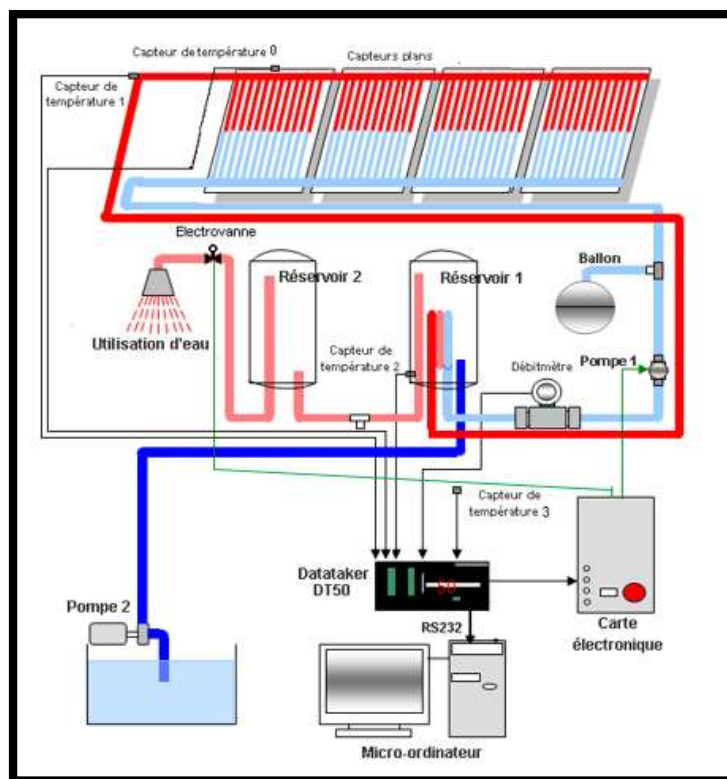 Capteur de température 0
Capteurs plans
Capteur de
température 1
Electrovanne
Réservoir 2
Réservoir 1
Ballon
Utilisation d'eau
Capteur de
température 2
Débitmètre
Pompe 1
Capteur de
température 3
Datataker
DT50
50
Pompe 2
RS232
Carte
électronique
Micro-ordinateur